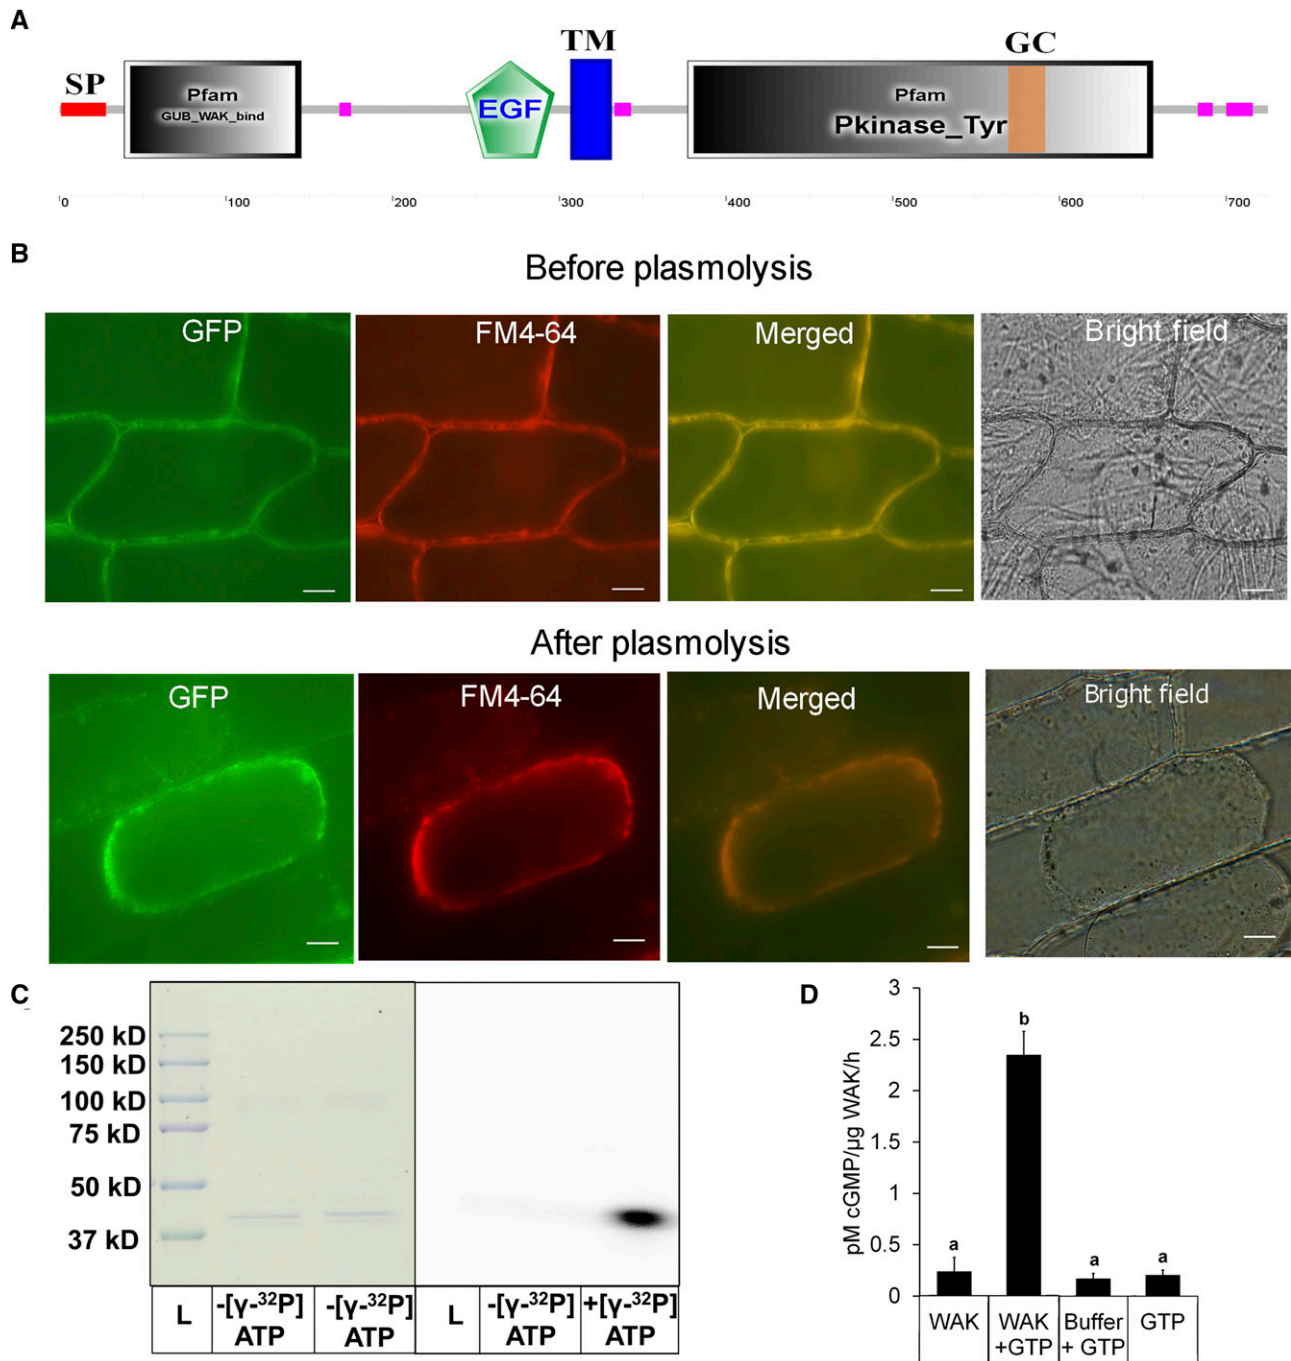 A
SP
Pfam
GUB_WAK_bind
EGF
TM
GC
Pfam
Pkinase_Tyr
0 100 200 300 400 500 600 700
B
Before plasmolysis
GFP FM4-64 Merged Bright field
After plasmolysis
GFP FM4-64 Merged Bright field
C
250 kD
150 kD
100 kD
75 kD
50 kD
37 kD
L -[γ-³²P] ATP -[γ-³²P] ATP L -[γ-³²P] ATP +[γ-³²P] ATP
D
pM cGMP/µg WAK/h
3
2.5
2
1.5
1
0.5
0
a b a a
WAK WAK +GTP Buffer + GTP GTP